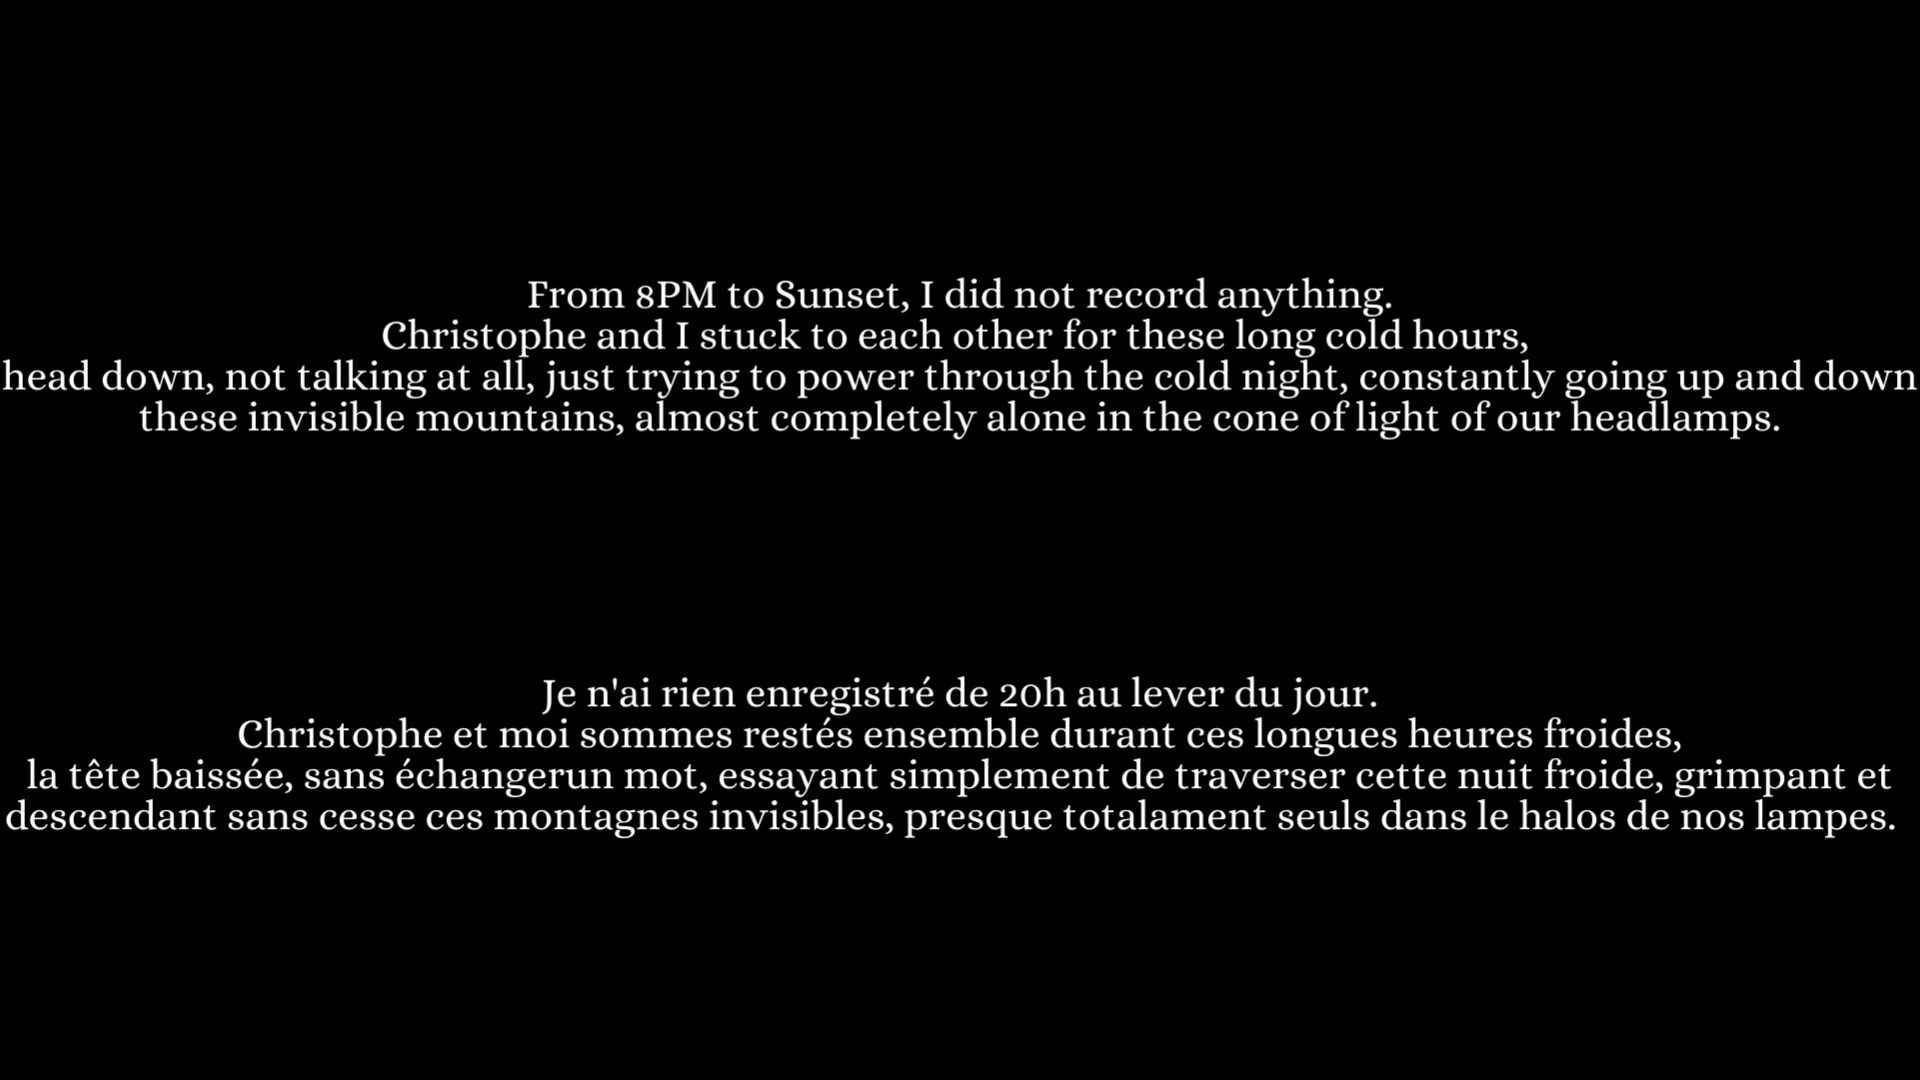 From 8PM to Sunset, I did not record anything.
Christophe and I stuck to each other for these long cold hours,
head down, not talking at all, just trying to power through the cold night, constantly going up and down
these invisible mountains, almost completely alone in the cone of light of our headlamps.
Je n'ai rien enregistré de 20h au lever du jour.
Christophe et moi sommes restés ensemble durant ces longues heures froides,
la tête baissée, sans échangerun mot, essayant simplement de traverser cette nuit froide, grimpant et
descendant sans cesse ces montagnes invisibles, presque totalament seuls dans le halos de nos lampes.